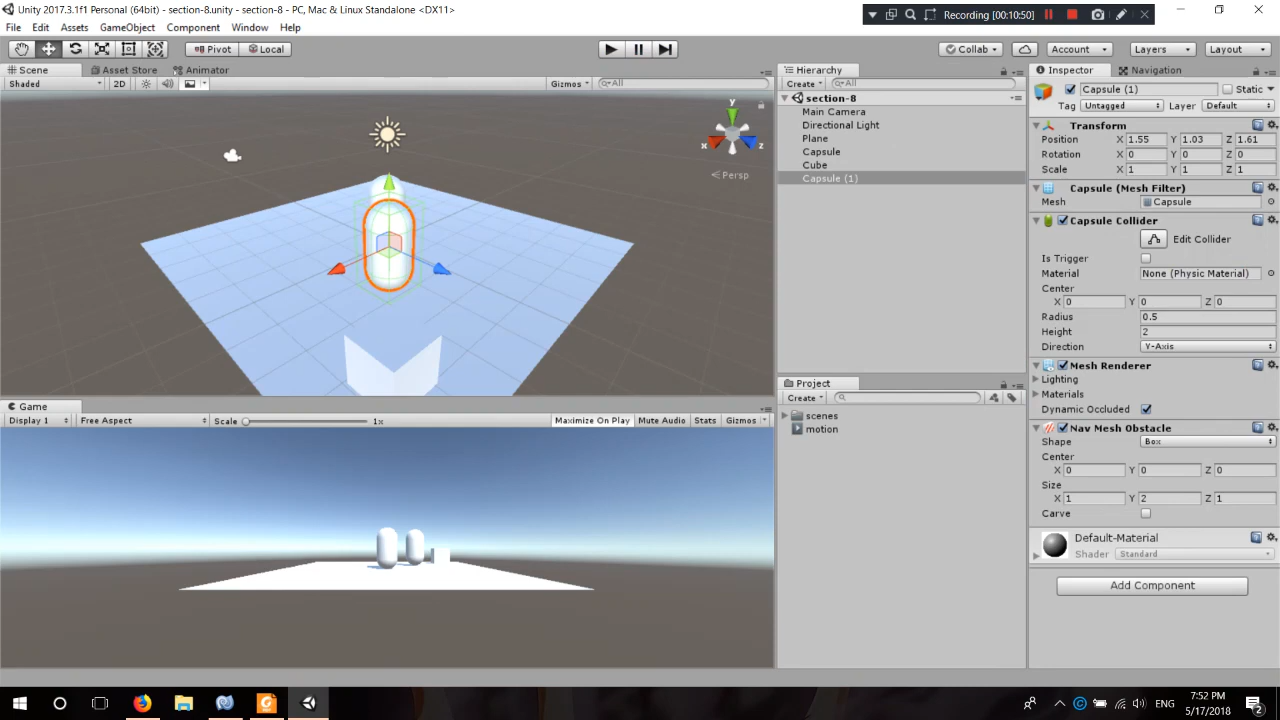 Unity 2017.3.1f1 Personal (64bit) - section-8.unity - section-8 - PC, Mac & Linux Standalone <DX11>
Recording [00:10:50]
File Edit Assets GameObject Component Window Help
Pivot Local Collab Account Layers Layout
Scene Asset Store Animator
Shaded 2D Gizmos All
y
x
z
Persp
Game
Display 1 Free Aspect Scale 1x Maximize On Play Mute Audio Stats Gizmos
Hierarchy
Create All
section-8
Main Camera
Directional Light
Plane
Capsule
Cube
Capsule (1)
Project
Create
scenes
motion
Inspector Navigation
Capsule (1) Static
Tag Untagged Layer Default
Transform
Position X 1.55 Y 1.03 Z 1.61
Rotation X 0 Y 0 Z 0
Scale X 1 Y 1 Z 1
Capsule (Mesh Filter)
Mesh Capsule
Capsule Collider
Edit Collider
Is Trigger
Material None (Physic Material)
Center
X 0 Y 0 Z 0
Radius 0.5
Height 2
Direction Y-Axis
Mesh Renderer
Lighting
Materials
Dynamic Occluded
Nav Mesh Obstacle
Shape Box
Center
X 0 Y 0 Z 0
Size
X 1 Y 2 Z 1
Carve
Default-Material
Shader Standard
Add Component
ENG
7:52 PM
5/17/2018
2